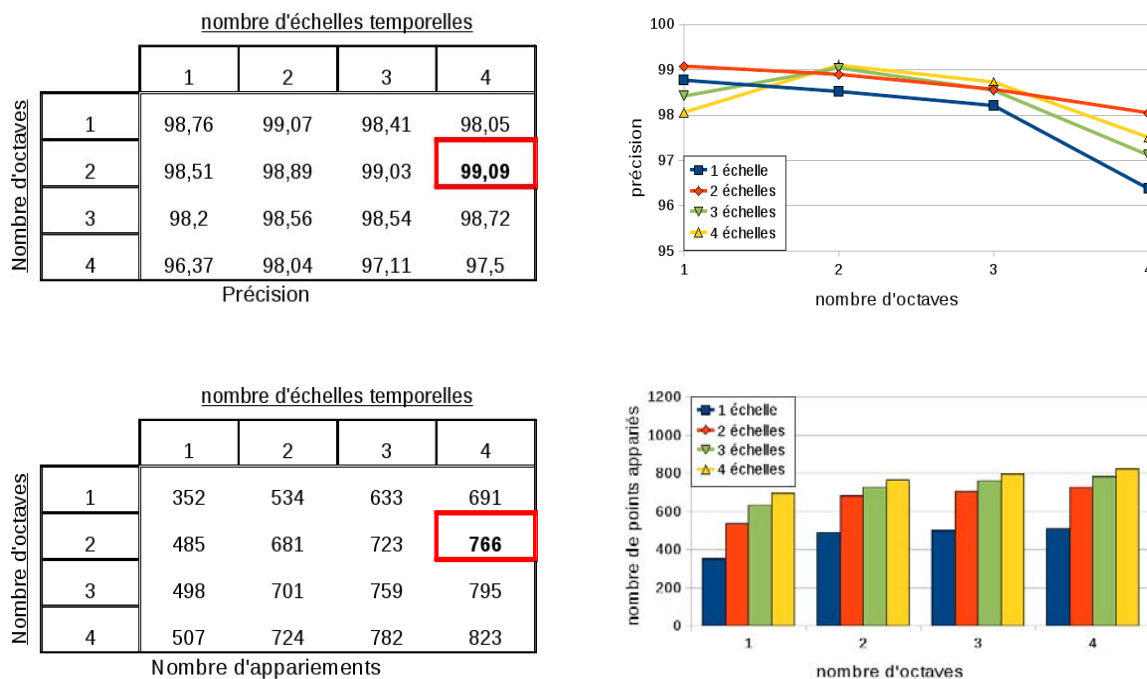 nombre d'échelles temporelles
1 2 3 4
Nombre d'octaves
1 98,76 99,07 98,41 98,05
2 98,51 98,89 99,03 99,09
3 98,2 98,56 98,54 98,72
4 96,37 98,04 97,11 97,5
Précision
100
99
98
97
96
95
précision
1 échelle
2 échelles
3 échelles
4 échelles
1 2 3 4
nombre d'octaves
nombre d'échelles temporelles
1 2 3 4
Nombre d'octaves
1 352 534 633 691
2 485 681 723 766
3 498 701 759 795
4 507 724 782 823
Nombre d'appariements
1200
1000
800
600
400
200
0
nombre de points appariés
1 échelle
2 échelles
3 échelles
4 échelles
1 2 3 4
nombre d'octaves